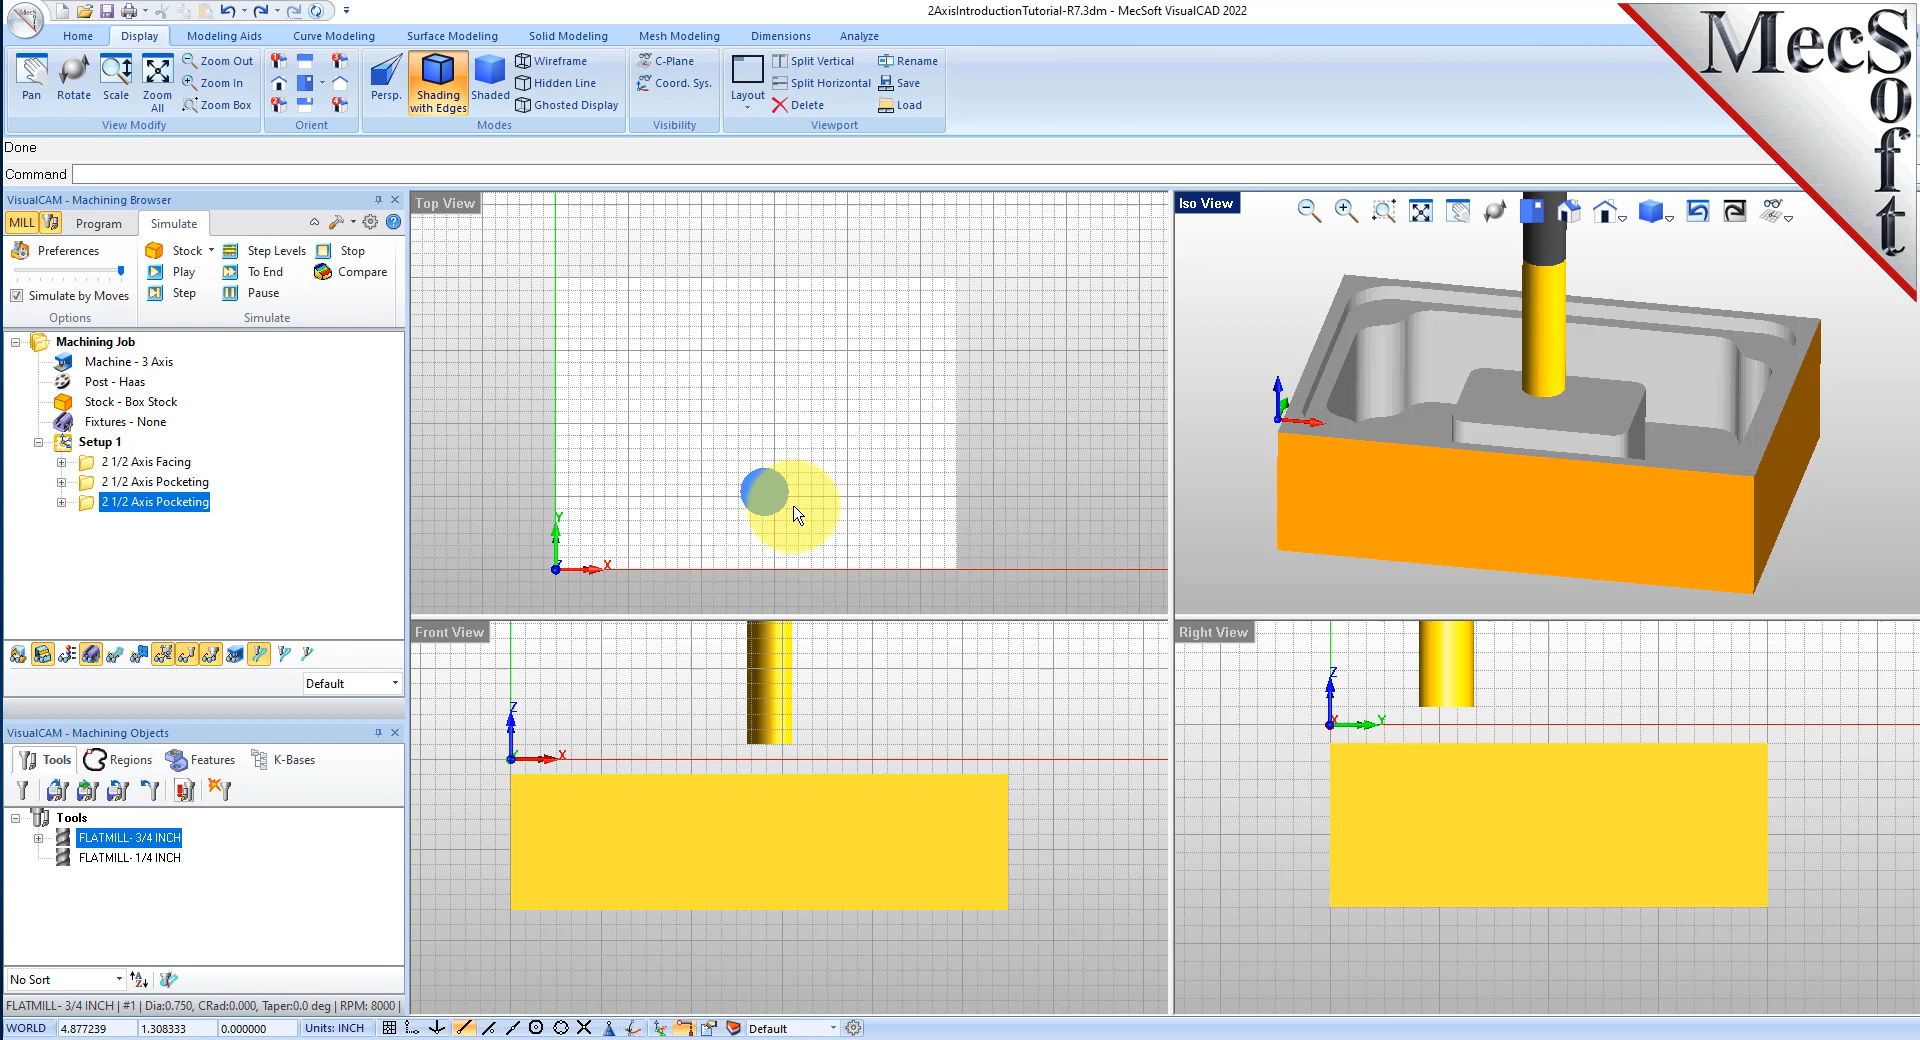 2AxisIntroductionTutorial-R7.3dm - MecSoft VisualCAD 2022
MecSoft
Home Display Modeling Aids Curve Modeling Surface Modeling Solid Modeling Mesh Modeling Dimensions Analyze
Pan Rotate Scale Zoom All Zoom Out Zoom In Zoom Box
View Modify
Orient
Persp. Shading with Edges Shaded Wireframe Hidden Line Ghosted Display
Modes
C-Plane
Coord. Sys.
Visibility
Layout Split Vertical Split Horizontal Delete Rename Save Load
Viewport
Done
Command
VisualCAM - Machining Browser
MILL Program Simulate
Preferences Stock Step Levels Stop
Play To End Compare
Simulate by Moves Step Pause
Options Simulate
Machining Job
Machine - 3 Axis
Post - Haas
Stock - Box Stock
Fixtures - None
Setup 1
2 1/2 Axis Facing
2 1/2 Axis Pocketing
2 1/2 Axis Pocketing
Default
VisualCAM - Machining Objects
Tools Regions Features K-Bases
Tools
FLATMILL- 3/4 INCH
FLATMILL- 1/4 INCH
No Sort
FLATMILL- 3/4 INCH | #1 | Dia:0.750, CRad:0.000, Taper:0.0 deg | RPM: 8000 |
Top View
Y
X
Iso View
Front View
Z
X
Right View
Z
Y
WORLD 4.877239 1.308333 0.000000 Units: INCH Default